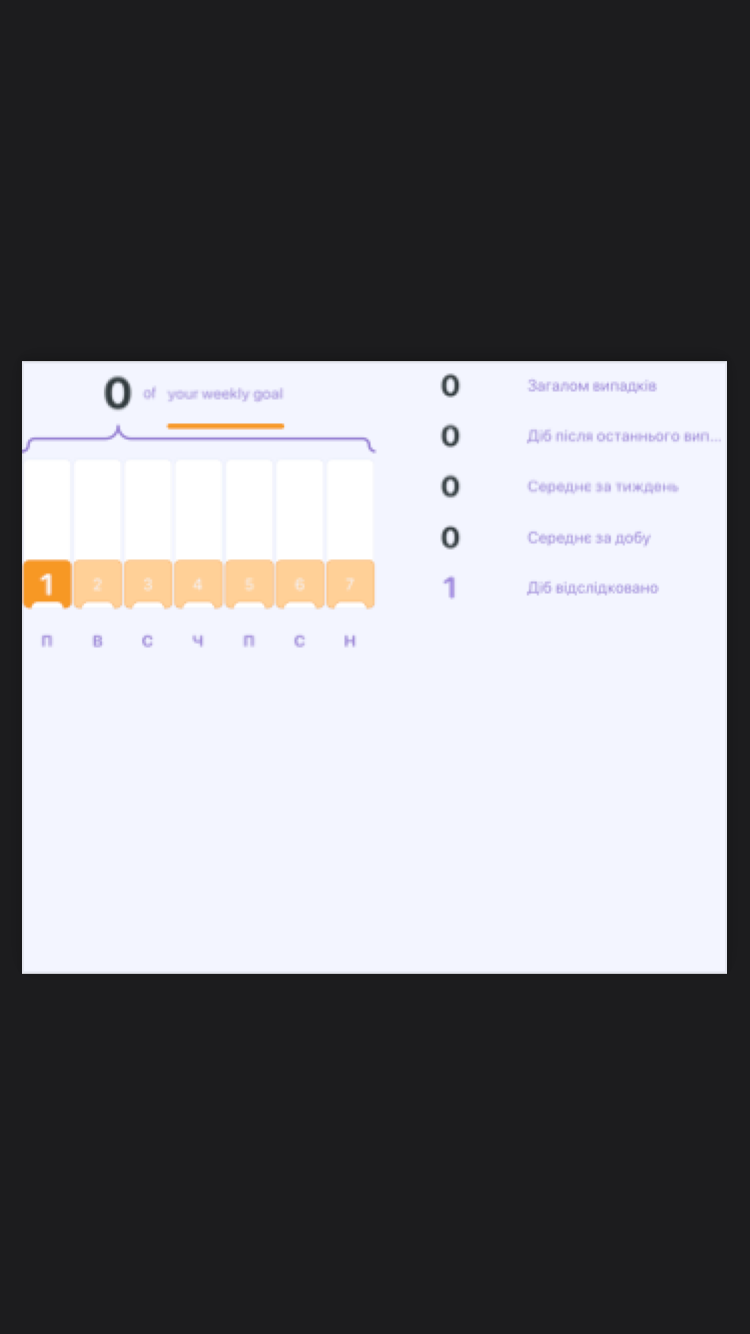 0 of your weekly goal
1 2 3 4 5 6 7
П В С Ч П С Н
0 Загалом випадків
0 Діб після останнього вип...
0 Середнє за тиждень
0 Середнє за добу
1 Діб відслідковано